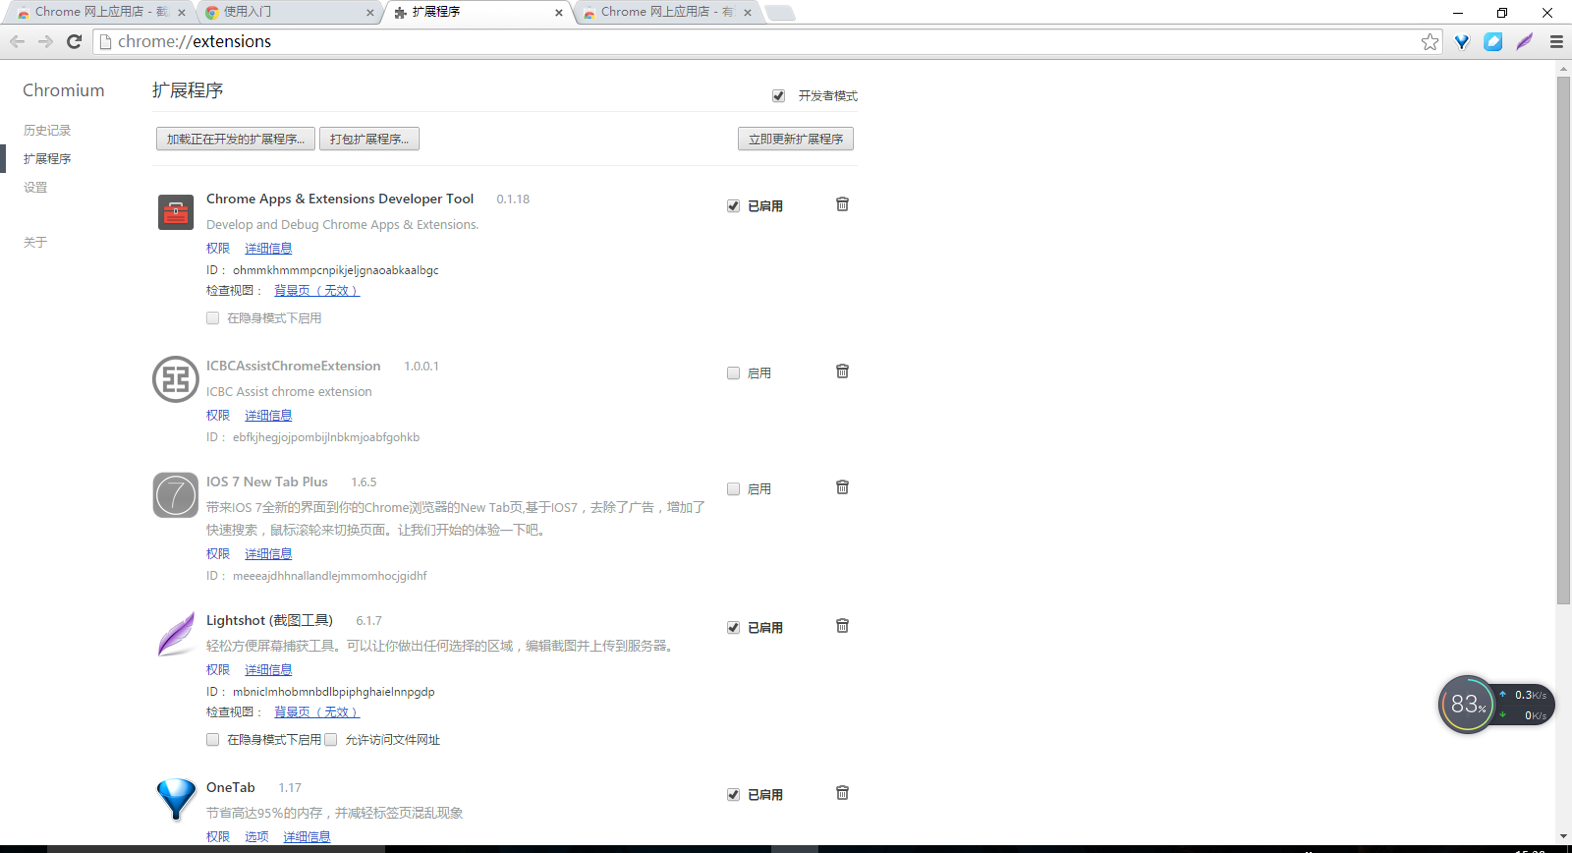 Chrome 网上应用店 - 截
使用入门
扩展程序
Chrome 网上应用店 - 有
chrome://extensions
Chromium
扩展程序
开发者模式
历史记录
扩展程序
设置
关于
加载正在开发的扩展程序...
打包扩展程序...
立即更新扩展程序
Chrome Apps & Extensions Developer Tool 0.1.18
已启用
Develop and Debug Chrome Apps & Extensions.
权限 详细信息
ID： ohmmkhmmmpcnpikjeljgnaoabkaalbgc
检查视图： 背景页（无效）
在隐身模式下启用
ICBCAssistChromeExtension 1.0.0.1
启用
ICBC Assist chrome extension
权限 详细信息
ID： ebfkjhegjojpombijlnbkmjoabfgohkb
IOS 7 New Tab Plus 1.6.5
启用
7
带来IOS 7全新的界面到你的Chrome浏览器的New Tab页,基于IOS7，去除了广告，增加了
快速搜索，鼠标滚轮来切换页面。让我们开始的体验一下吧。
权限 详细信息
ID： meeeajdhhnallandlejmmomhocjgidhf
Lightshot (截图工具) 6.1.7
已启用
轻松方便屏幕捕获工具。可以让你做出任何选择的区域，编辑截图并上传到服务器。
权限 详细信息
ID： mbniclmhobmnbdlbpiphghaielnnpgdp
检查视图： 背景页（无效）
在隐身模式下启用 允许访问文件网址
83%
0.3K/s
0K/s
OneTab 1.17
已启用
节省高达95%的内存，并减轻标签页混乱现象
权限 选项 详细信息